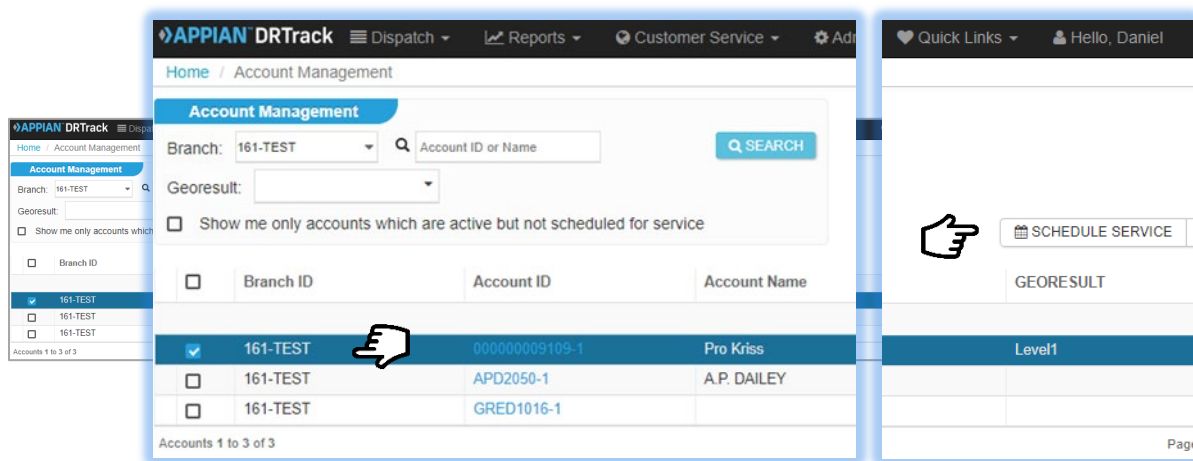 APPIAN DRTrack Dispatch Reports Customer Service Adr
Home / Account Management
Account Management
Branch: 161-TEST Account ID or Name SEARCH
Georesult:
Show me only accounts which are active but not scheduled for service
Branch ID Account ID Account Name
161-TEST 000000009109-1 Pro Kriss
161-TEST APD2050-1 A.P. DAILEY
161-TEST GRED1016-1
Accounts 1 to 3 of 3
Quick Links Hello, Daniel
SCHEDULE SERVICE
GEORESULT
Level1
Page
APPIAN DRTrack Dispat
Home / Account Management
Account Management
Branch: 161-TEST
Georesult:
Show me only accounts which
Branch ID
161-TEST
161-TEST
161-TEST
Accounts 1 to 3 of 3